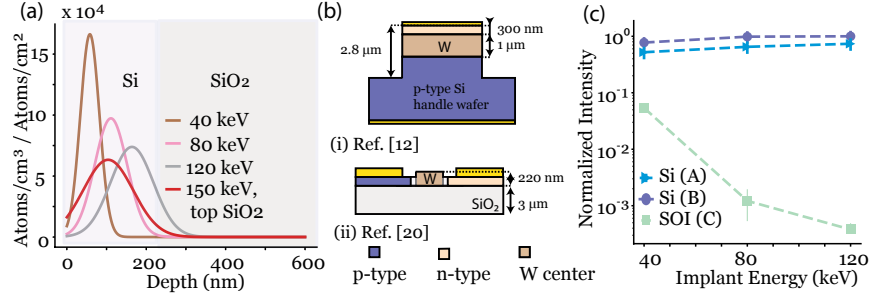 (a)
x 10⁴
Atoms/cm³ / Atoms/cm²
15
10
5
0
Si
SiO₂
40 keV
80 keV
120 keV
150 keV,
top SiO₂
0
200
400
600
Depth (nm)
(b)
300 nm
1 μm
2.8 μm
W
p-type Si
handle wafer
(i) Ref. [12]
W
220 nm
SiO₂
3 μm
(ii) Ref. [20]
p-type
n-type
W center
(c)
Normalized Intensity
10⁰
10⁻¹
10⁻²
10⁻³
Si (A)
Si (B)
SOI (C)
40
80
120
Implant Energy (keV)